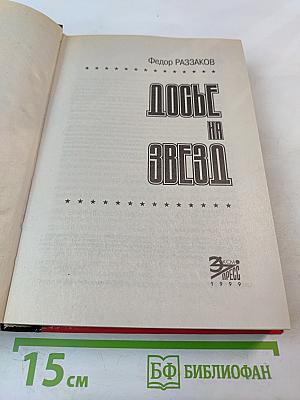 Федор РАЗЗАКОВ
ДОСЬЕ
НА
ЗВЕЗД
ЭКСМО
ПРЕСС
1999
15 см
БФ БИБЛИОФАН